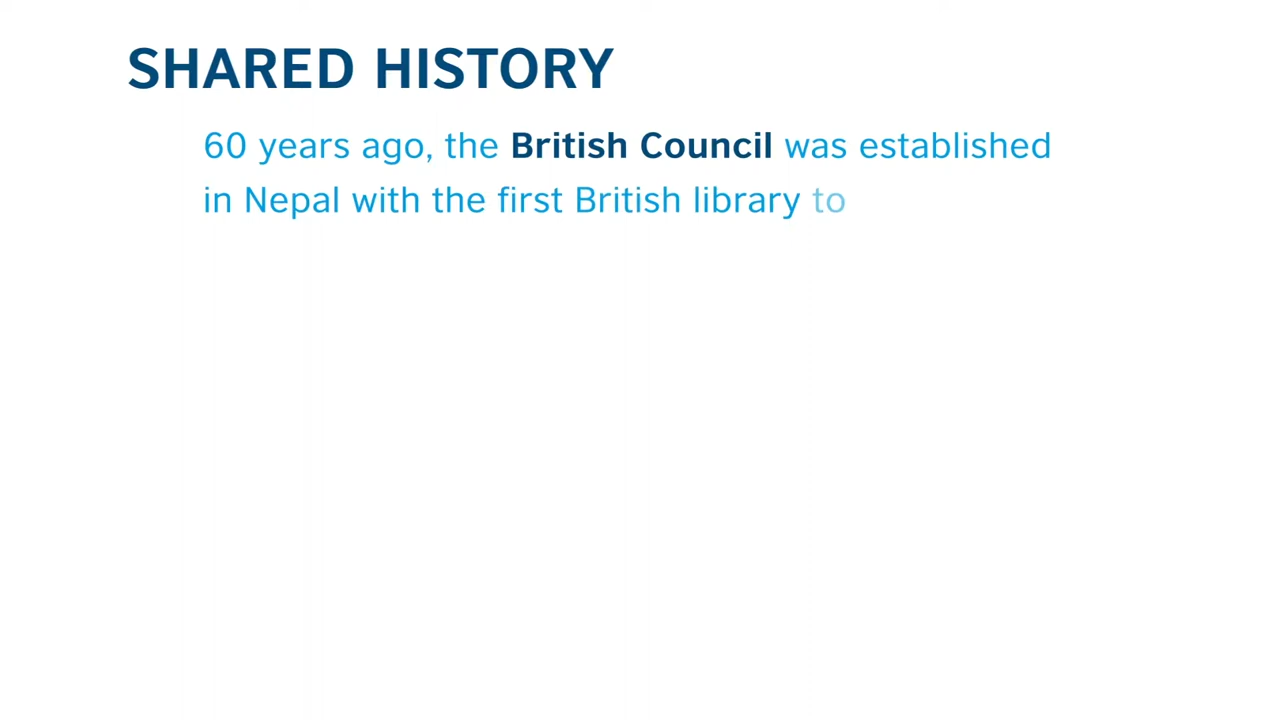 SHARED HISTORY
60 years ago, the British Council was established
in Nepal with the first British library to